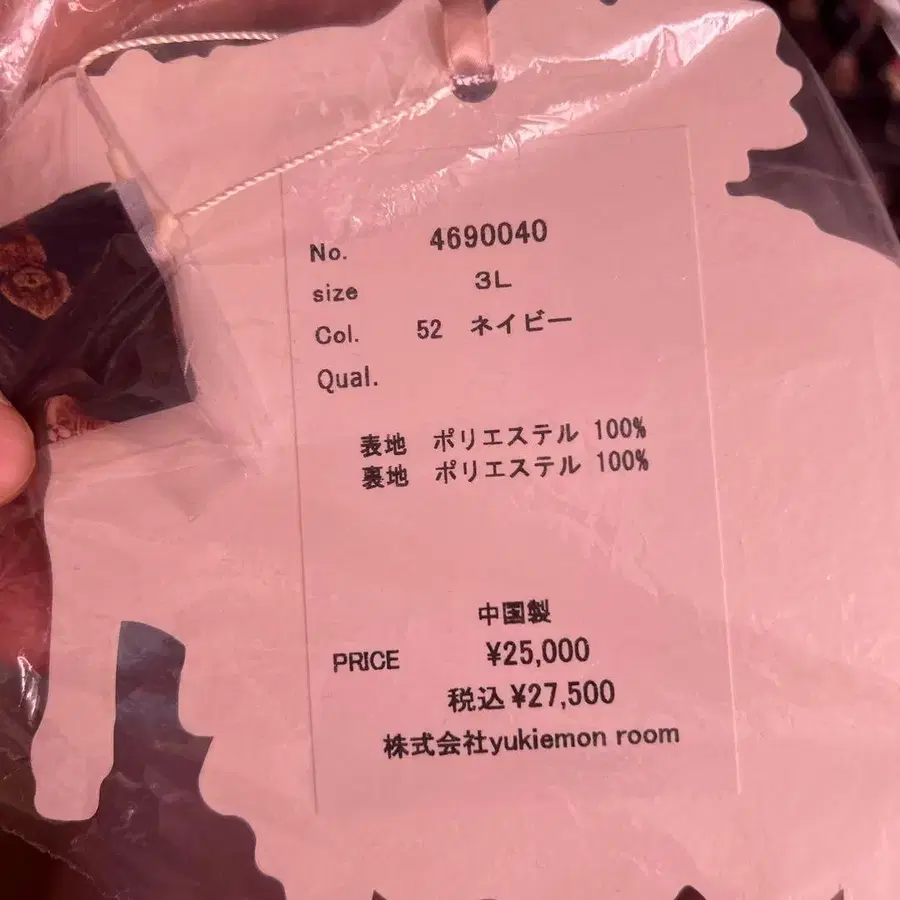 No. 4690040
size 3L
Col. 52 ネイビー
Qual.
表地 ポリエステル 100%
裏地 ポリエステル 100%
中国製
PRICE ¥25,000
税込 ¥27,500
株式会社yukiemon room